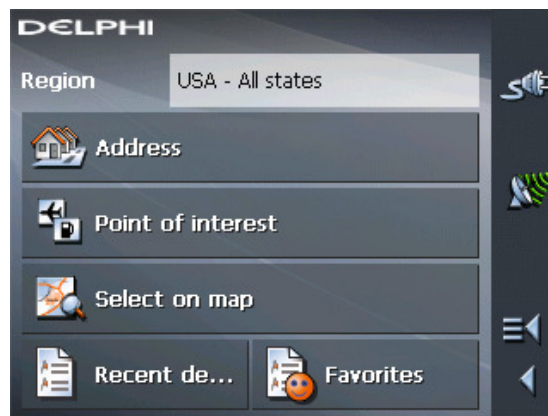 DELPHI
Region USA - All states
Address
Point of interest
Select on map
Recent de... Favorites